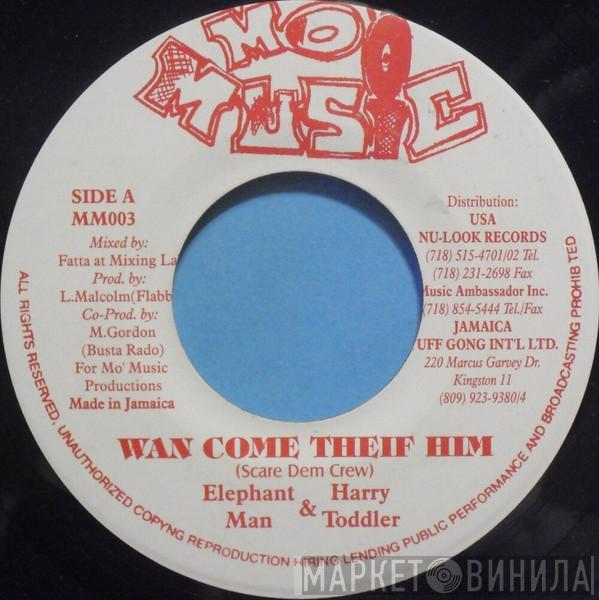 MO'
MUSIC
SIDE A
MM003
Mixed by:
Fatta at Mixing La
Prod. by:
L.Malcolm(Flabb
Co-Prod. by:
M.Gordon
(Busta Rado)
For Mo' Music
Productions
Made in Jamaica
Distribution:
USA
NU-LOOK RECORDS
(718) 515-4701/02 Tel.
(718) 231-2698 Fax
Music Ambassador Inc.
(718) 854-5444 Tel./Fax
JAMAICA
UFF GONG INT'L LTD.
220 Marcus Garvey Dr.
Kingston 11
(809) 923-9380/4
WAN COME THEIF HIM
(Scare Dem Crew)
Elephant Man & Harry Toddler
ALL RIGHTS RESERVED, UNAUTHORIZED COPYNG REPRODUCTION HIRING LENDING PUBLIC PERFORMANCE AND BROADCASTING PROHIB TED
МАРКЕТ ВИНИЛА